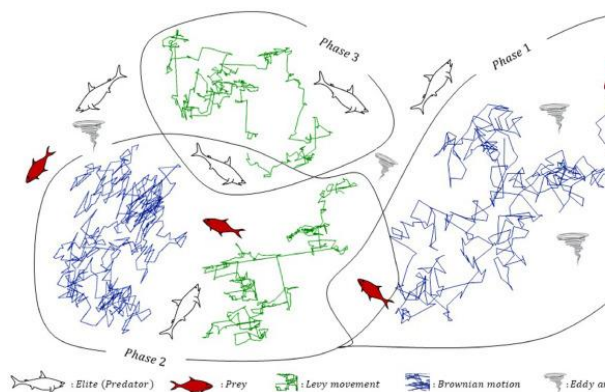 Phase 3
Phase 1
Phase 2
: Elite (Predator)
: Prey
: Levy movement
: Brownian motion
: Eddy a